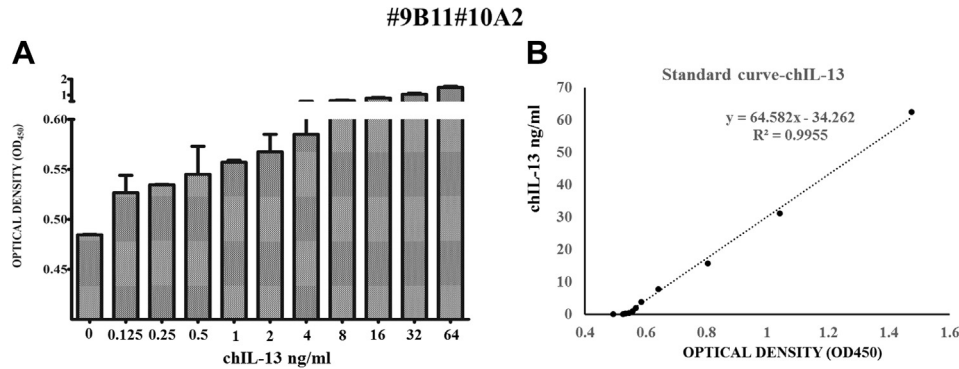 #9B11#10A2
A
OPTICAL DENSITY (OD450)
2
1
0.60
0.55
0.50
0.45
0 0.125 0.25 0.5 1 2 4 8 16 32 64
chIL-13 ng/ml
B
Standard curve-chIL-13
y = 64.582x - 34.262
R² = 0.9955
chIL-13 ng/ml
70
60
50
40
30
20
10
0
0.4 0.6 0.8 1 1.2 1.4 1.6
OPTICAL DENSITY (OD450)